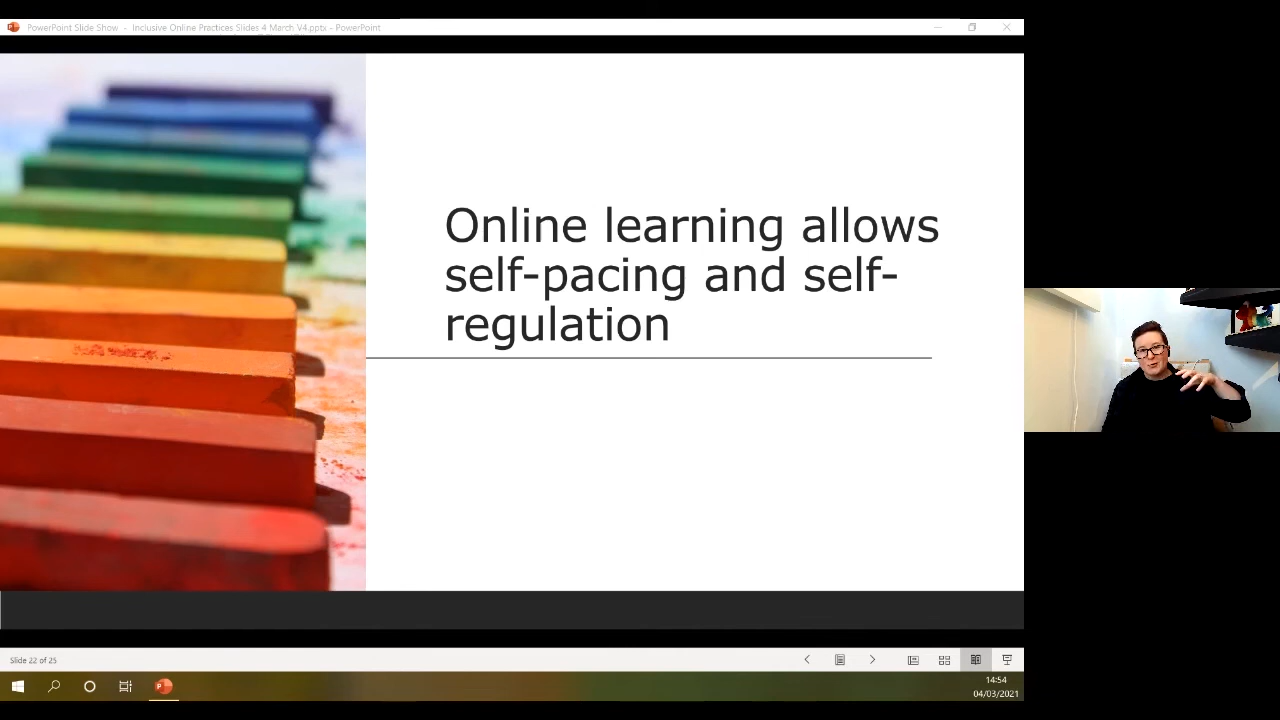 PowerPoint Slide Show - Inclusive Online Practices Slides 4 March V4.pptx - PowerPoint
Online learning allows
self-pacing and self-
regulation
Slide 22 of 25
14:54
04/03/2021